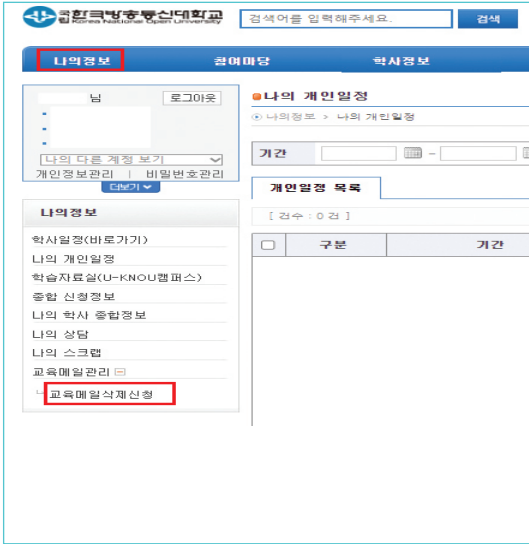 국립한국방송통신대학교
Korea National Open University
검색어를 입력해주세요.
검색
나의정보 참여마당 학사정보
님 로그아웃
나의 다른 계정 보기
개인정보관리 | 비밀번호관리
더보기
나의정보
학사일정(바로가기)
나의 개인일정
학습자료실(U-KNOU캠퍼스)
종합 신청정보
나의 학사 종합정보
나의 상담
나의 스크랩
교육메일관리
교육메일삭제신청
나의 개인일정
나의정보 > 나의 개인일정
기간 -
개인일정 목록
[ 건수 : 0 건 ]
구분 기간